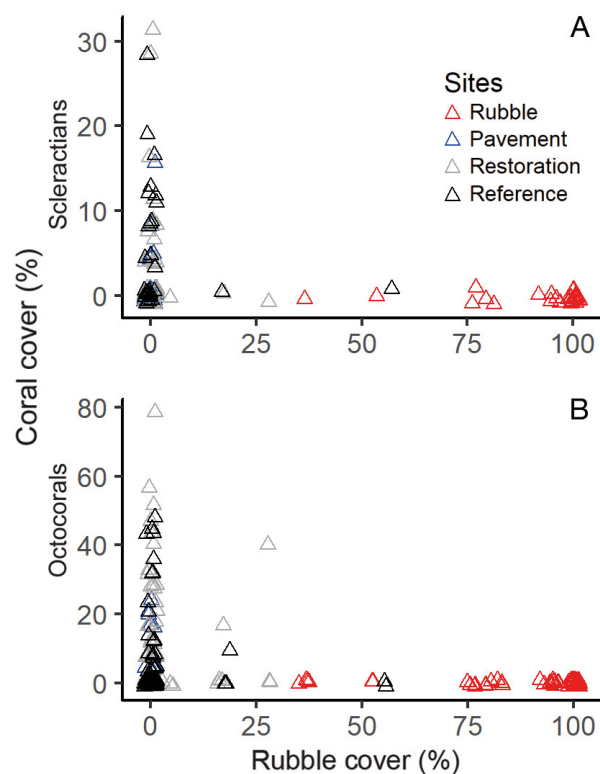 A
30
20
10
0
Scleractinians
Sites
Rubble
Pavement
Restoration
Reference
0 25 50 75 100
Coral cover (%)
B
80
60
40
20
0
Octocorals
0 25 50 75 100
Rubble cover (%)